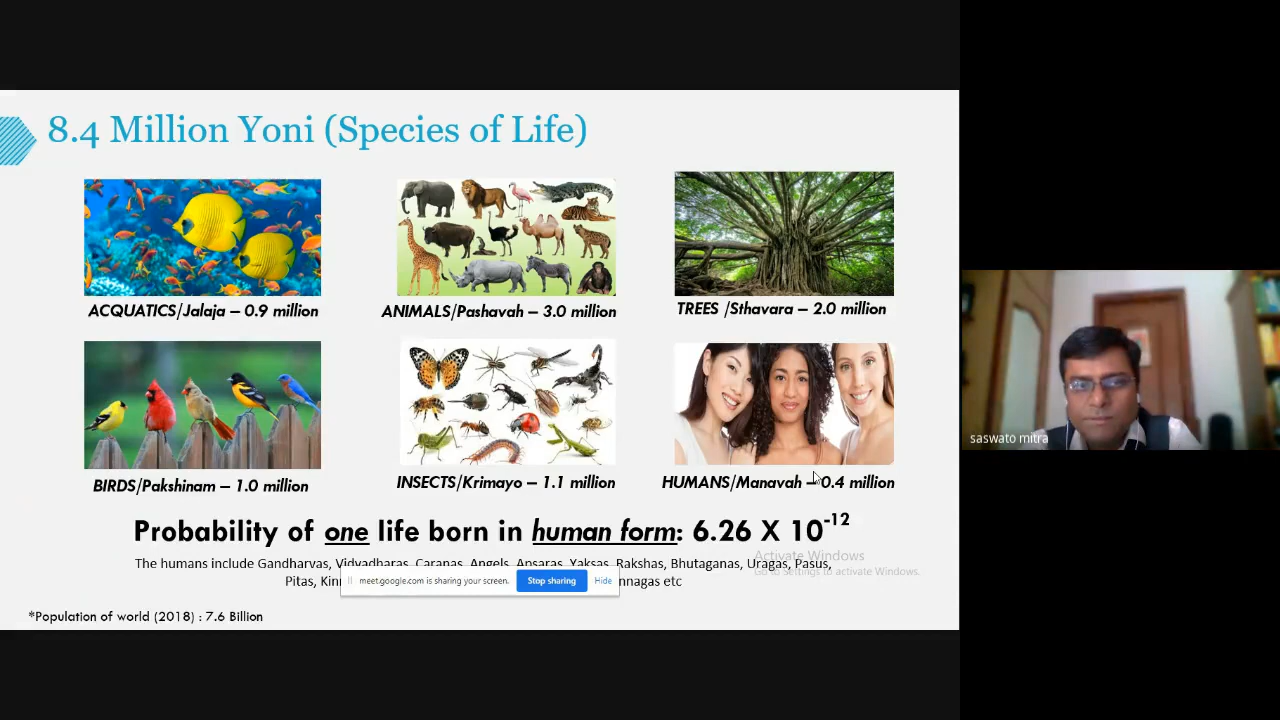 8.4 Million Yoni (Species of Life)
ACQUATICS/Jalaja – 0.9 million
ANIMALS/Pashavah – 3.0 million
TREES /Sthavara – 2.0 million
BIRDS/Pakshinam – 1.0 million
INSECTS/Krimayo – 1.1 million
HUMANS/Manavah – 0.4 million
Probability of one life born in human form: 6.26 X 10-12
The humans include Gandharvas, Vidyadharas, Caranas, Angels, Apsaras, Yaksas, Rakshas, Bhutaganas, Uragas, Pasus,
Pitas, nnagas etc
meet.google.com is sharing your screen. Stop sharing Hide
Activate Windows
Go to Settings to activate Windows.
*Population of world (2018) : 7.6 Billion
saswato mitra